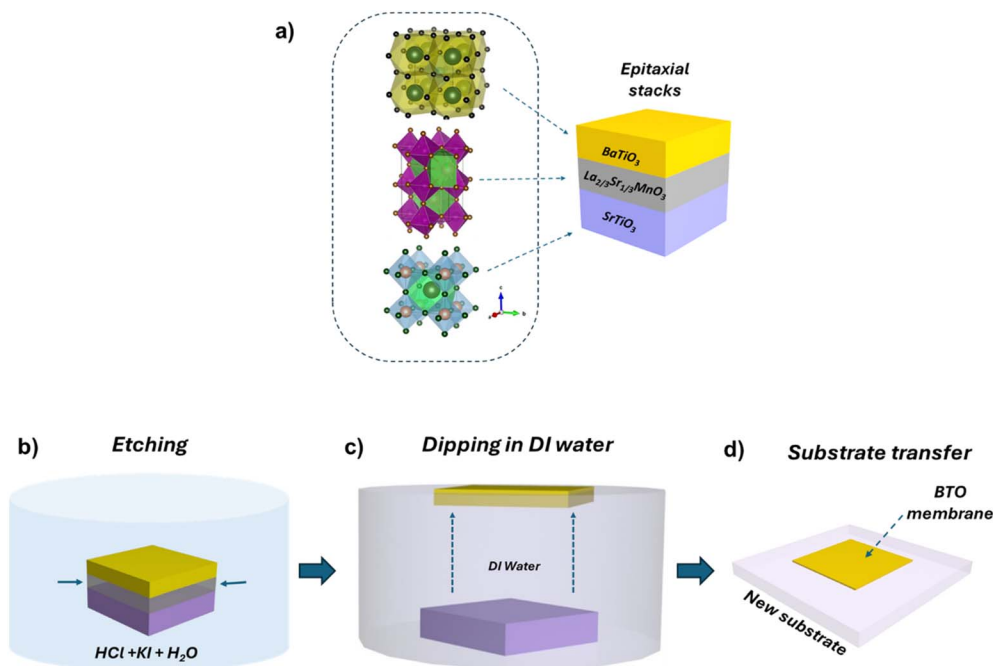 a)
Epitaxial
stacks
BaTiO₃
La₂/₃Sr₁/₃MnO₃
SrTiO₃
c
a
b
b)
Etching
c)
Dipping in DI water
d)
Substrate transfer
BTO
membrane
DI Water
New substrate
HCl +KI + H₂O